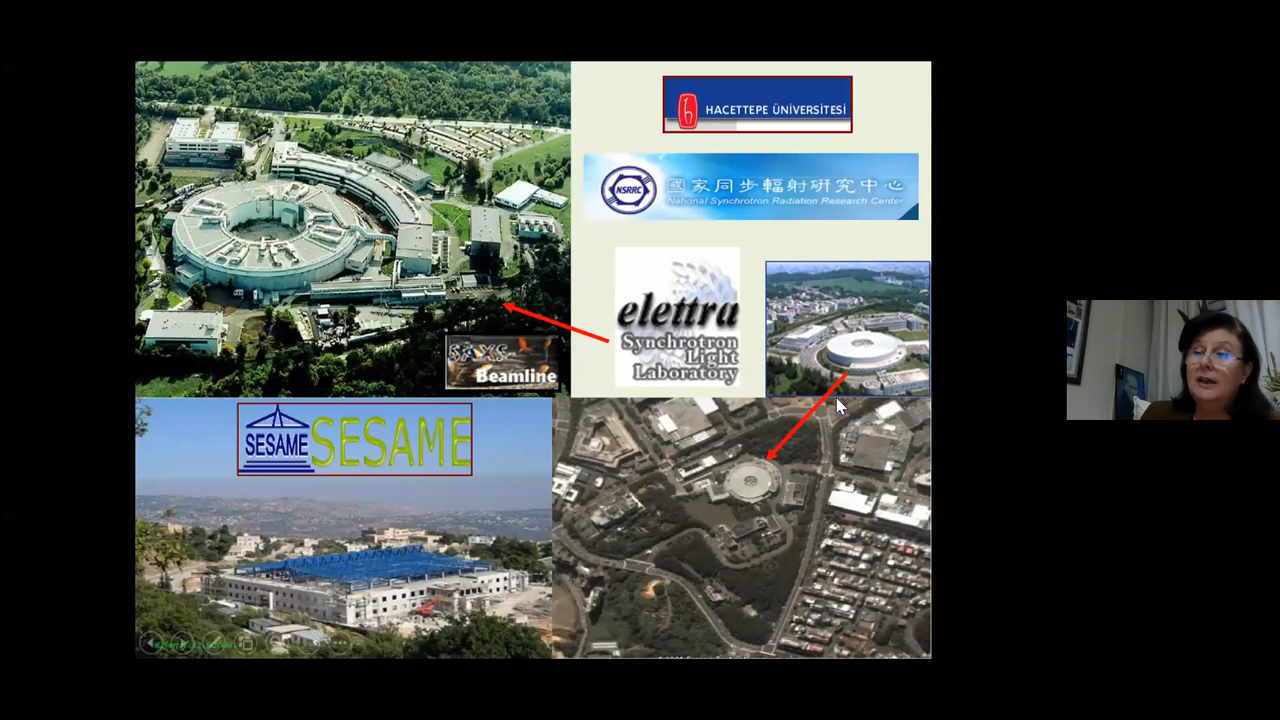 HACETTEPE ÜNİVERSİTESİ
NSRRC
國家同步輻射研究中心
National Synchrotron Radiation Research Center
elettra
Synchrotron
Light
Laboratory
SAXS
Beamline
SESAME
SESAME